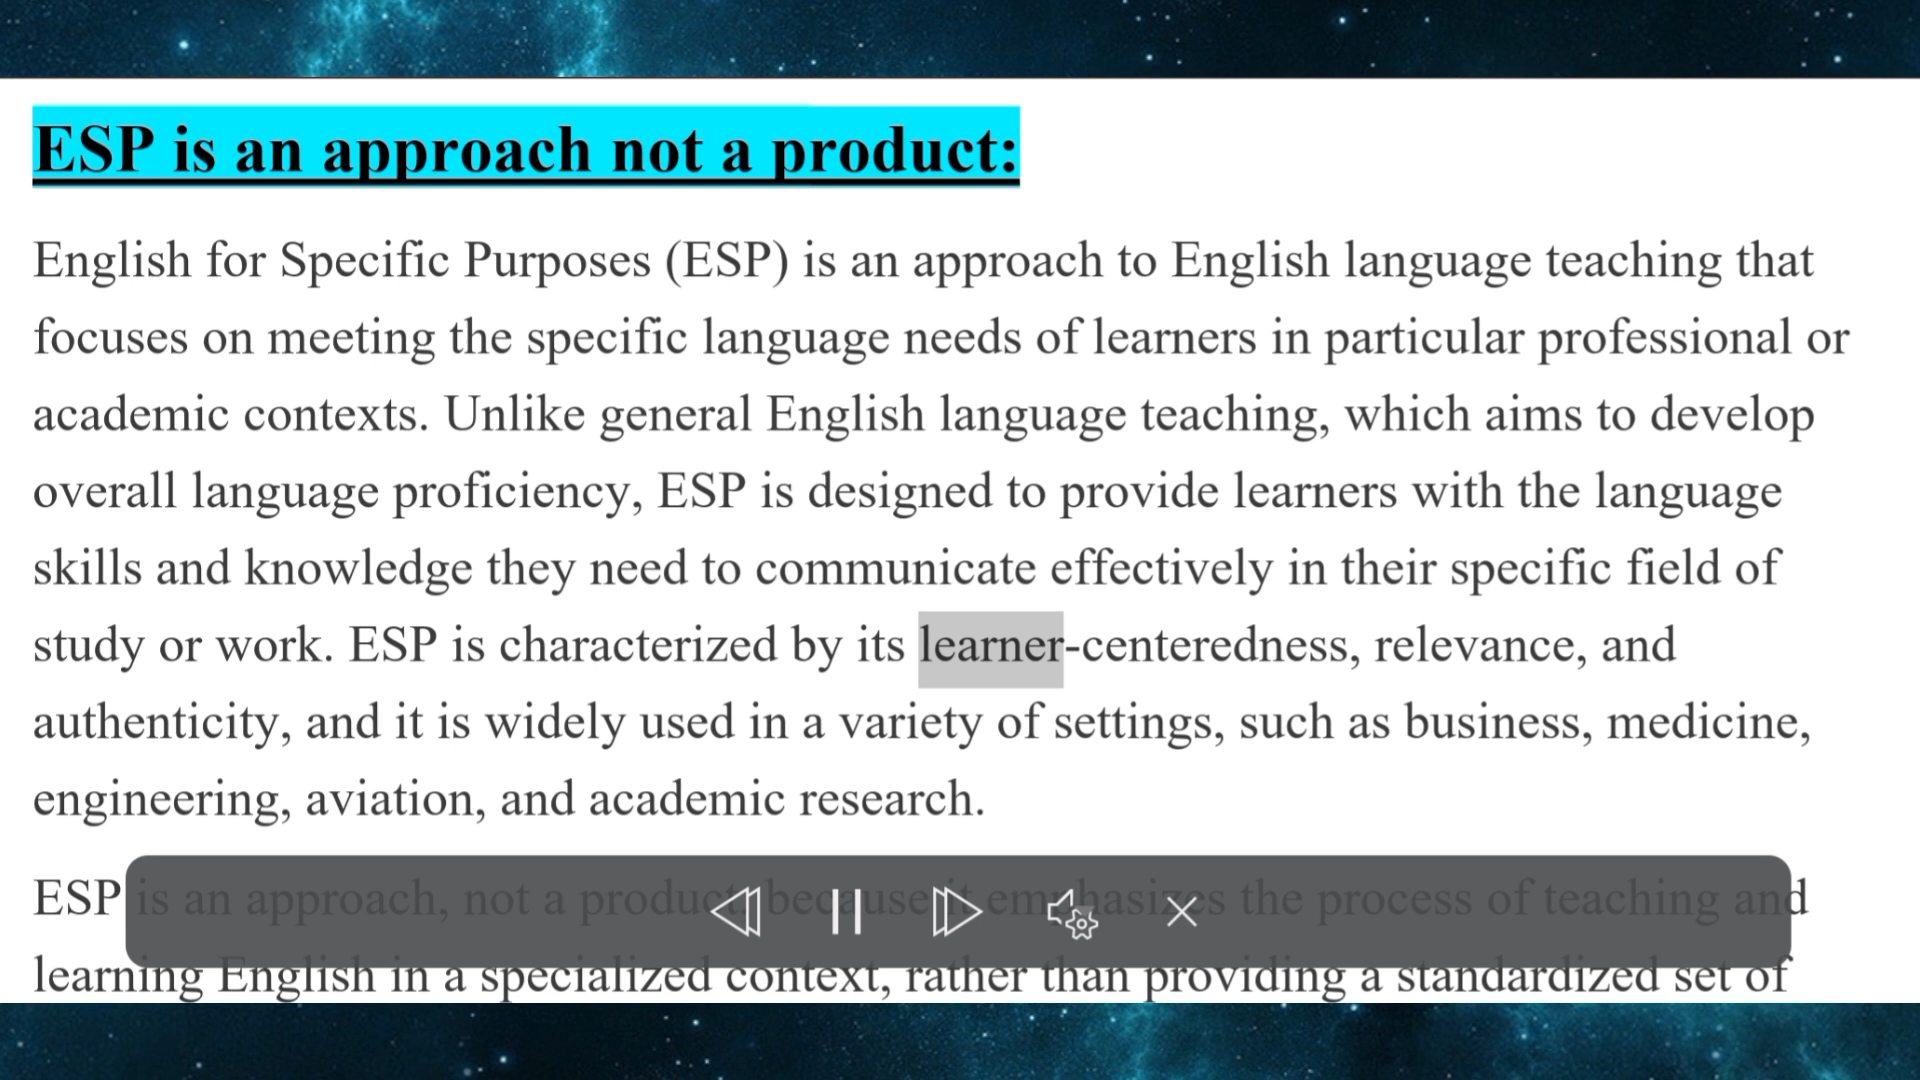 ESP is an approach not a product:
English for Specific Purposes (ESP) is an approach to English language teaching that
focuses on meeting the specific language needs of learners in particular professional or
academic contexts. Unlike general English language teaching, which aims to develop
overall language proficiency, ESP is designed to provide learners with the language
skills and knowledge they need to communicate effectively in their specific field of
study or work. ESP is characterized by its learner-centeredness, relevance, and
authenticity, and it is widely used in a variety of settings, such as business, medicine,
engineering, aviation, and academic research.
ESP is an approach, not a product, because it emphasizes the process of teaching and
learning English in a specialized context, rather than providing a standardized set of